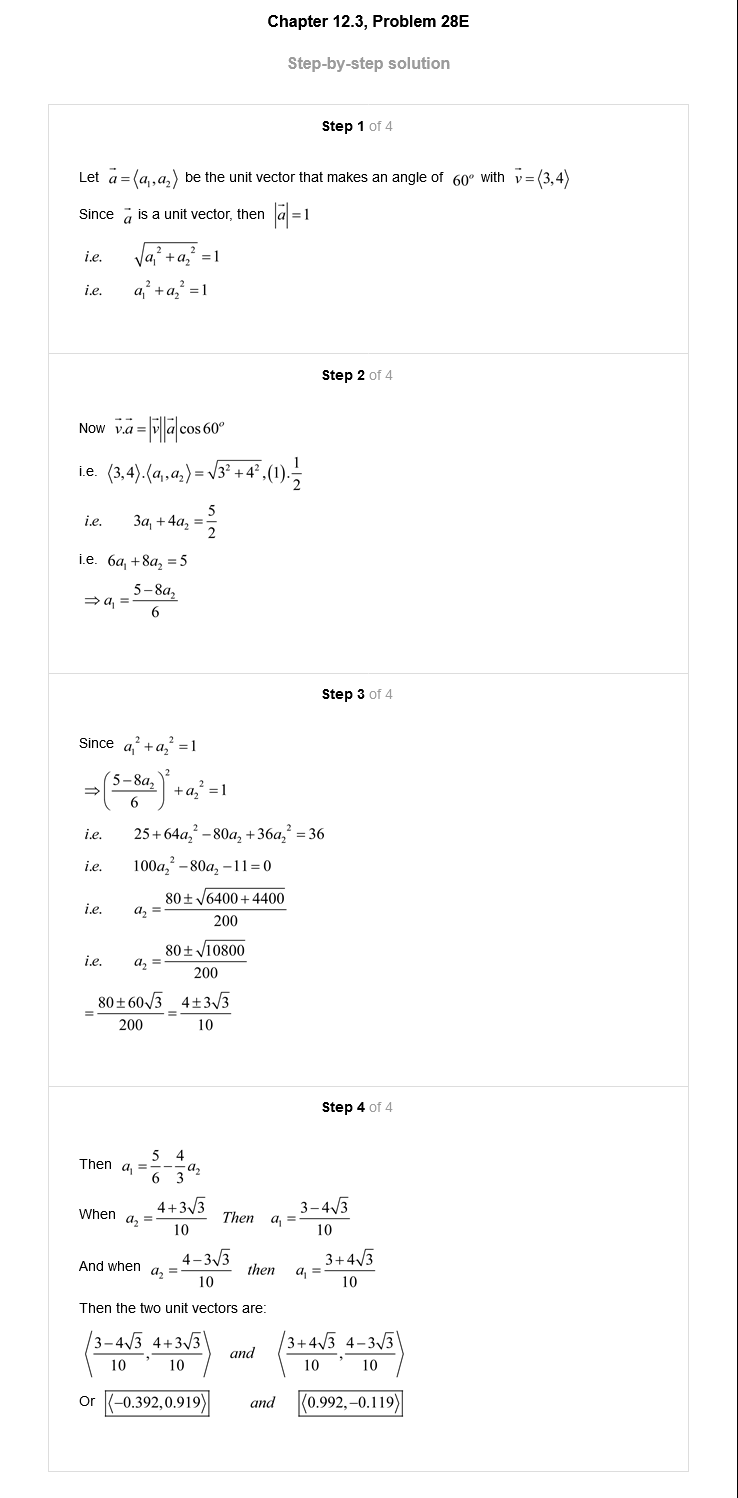 Chapter 12.3, Problem 28E
Step-by-step solution
Step 1 of 4
Let $\vec{a} = \langle a_1, a_2 \rangle$ be the unit vector that makes an angle of $60^o$ with $\vec{v} = \langle 3, 4 \rangle$
Since $\vec{a}$ is a unit vector, then $|\vec{a}| = 1$
i.e. $\sqrt{a_1^2 + a_2^2} = 1$
i.e. $a_1^2 + a_2^2 = 1$
Step 2 of 4
Now $\vec{v}.\vec{a} = |\vec{v}||\vec{a}| \cos 60^o$
i.e. $\langle 3, 4 \rangle . \langle a_1, a_2 \rangle = \sqrt{3^2 + 4^2}, (1) . \frac{1}{2}$
i.e. $3a_1 + 4a_2 = \frac{5}{2}$
i.e. $6a_1 + 8a_2 = 5$
$\Rightarrow a_1 = \frac{5 - 8a_2}{6}$
Step 3 of 4
Since $a_1^2 + a_2^2 = 1$
$\Rightarrow \left( \frac{5 - 8a_2}{6} \right)^2 + a_2^2 = 1$
i.e. $25 + 64a_2^2 - 80a_2 + 36a_2^2 = 36$
i.e. $100a_2^2 - 80a_2 - 11 = 0$
i.e. $a_2 = \frac{80 \pm \sqrt{6400 + 4400}}{200}$
i.e. $a_2 = \frac{80 \pm \sqrt{10800}}{200}$
$= \frac{80 \pm 60\sqrt{3}}{200} = \frac{4 \pm 3\sqrt{3}}{10}$
Step 4 of 4
Then $a_1 = \frac{5}{6} - \frac{4}{3} a_2$
When $a_2 = \frac{4 + 3\sqrt{3}}{10}$ Then $a_1 = \frac{3 - 4\sqrt{3}}{10}$
And when $a_2 = \frac{4 - 3\sqrt{3}}{10}$ then $a_1 = \frac{3 + 4\sqrt{3}}{10}$
Then the two unit vectors are:
$\left\langle \frac{3 - 4\sqrt{3}}{10}, \frac{4 + 3\sqrt{3}}{10} \right\rangle$ and $\left\langle \frac{3 + 4\sqrt{3}}{10}, \frac{4 - 3\sqrt{3}}{10} \right\rangle$
Or $\langle -0.392, 0.919 \rangle$ and $\langle 0.992, -0.119 \rangle$